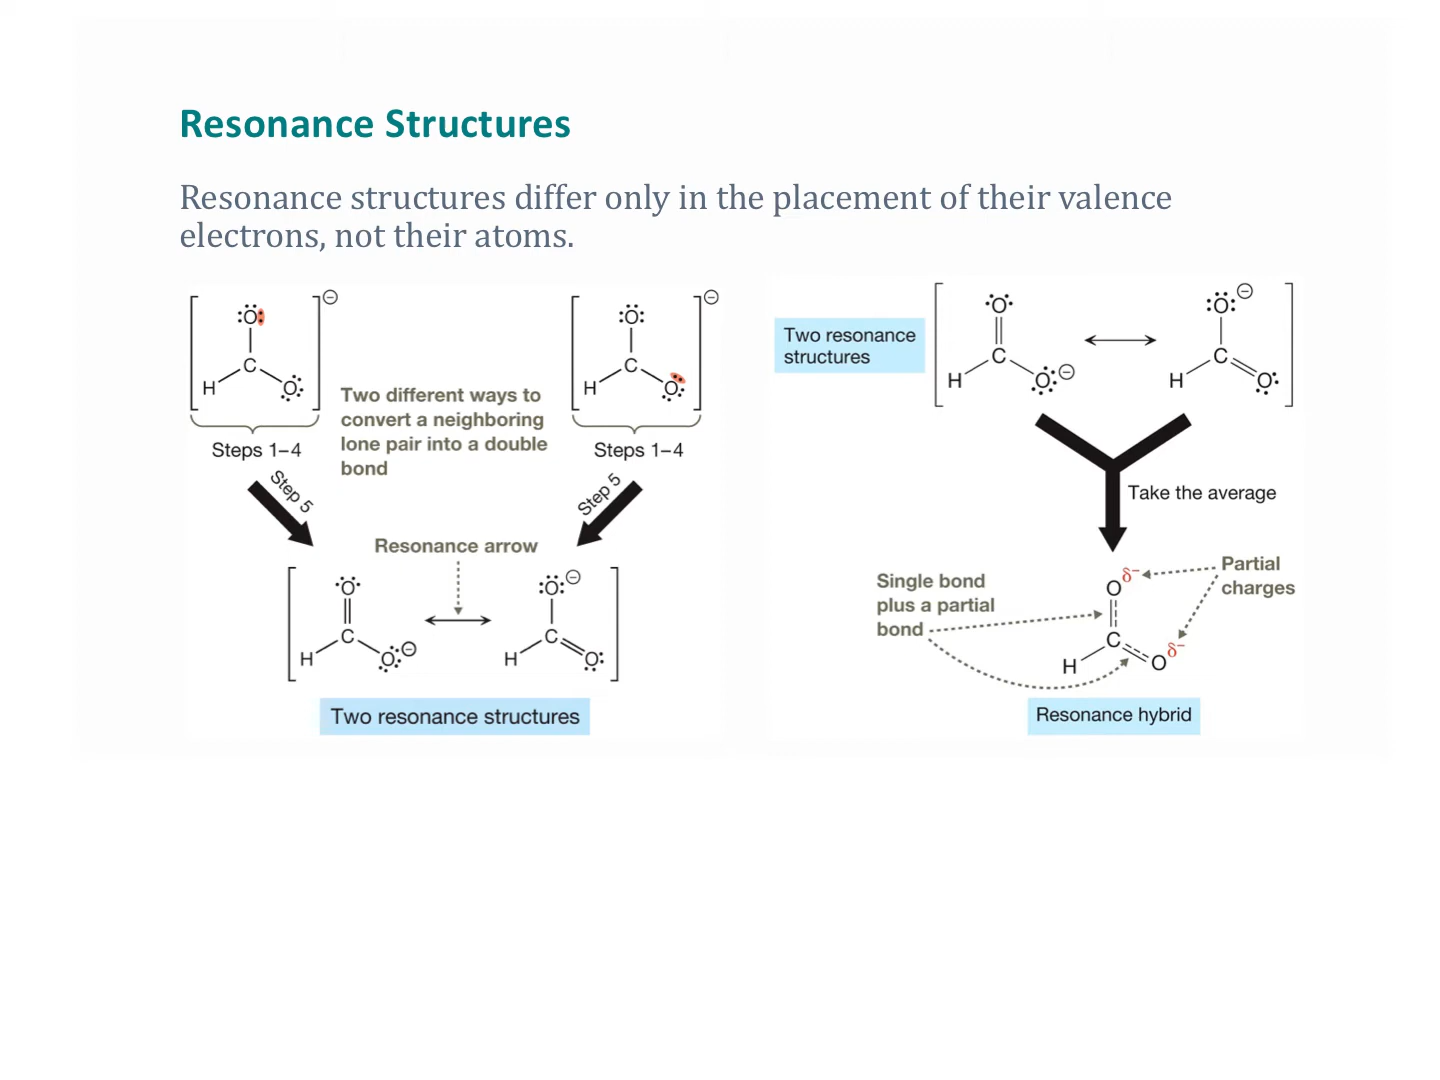 Resonance Structures
Resonance structures differ only in the placement of their valence
electrons, not their atoms.
O
C
H
O
⊖
Steps 1–4
Step 5
Two different ways to
convert a neighboring
lone pair into a double
bond
O
C
H
O
⊖
Steps 1–4
Step 5
Resonance arrow
O
C
H
O ⊖
O ⊖
C
H
O
Two resonance structures
Two resonance
structures
O
C
H
O ⊖
O ⊖
C
H
O
Take the average
Single bond
plus a partial
bond
Partial
charges
O δ−
C
H
O δ−
Resonance hybrid